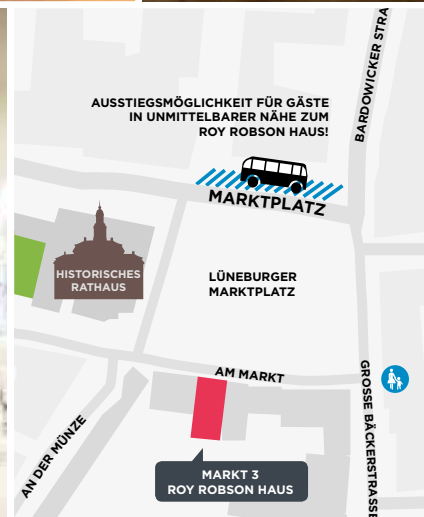 BARDOWICKER STRA
AUSSTIEGSMÖGLICHKEIT FÜR GÄSTE
IN UNMITTELBARER NÄHE ZUM
ROY ROBSON HAUS!
MARKTPLATZ
HISTORISCHES
RATHAUS
LÜNEBURGER
MARKTPLATZ
AM MARKT
GROSSE BÄCKERSTRASSE
AN DER MÜNZE
MARKT 3
ROY ROBSON HAUS